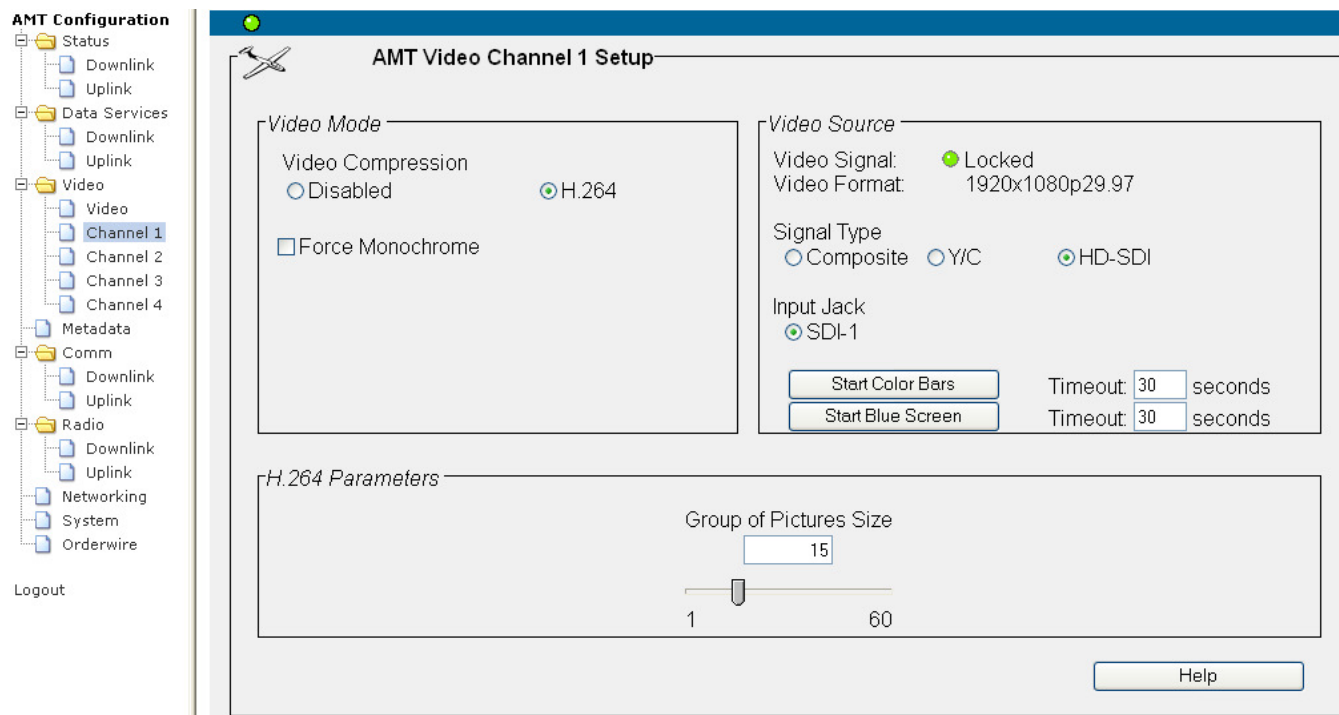 AMT Configuration
Status
Downlink
Uplink
Data Services
Downlink
Uplink
Video
Video
Channel 1
Channel 2
Channel 3
Channel 4
Metadata
Comm
Downlink
Uplink
Radio
Downlink
Uplink
Networking
System
Orderwire
Logout
AMT Video Channel 1 Setup
Video Mode
Video Compression
Disabled H.264
Force Monochrome
Video Source
Video Signal: Locked
Video Format: 1920x1080p29.97
Signal Type
Composite Y/C HD-SDI
Input Jack
SDI-1
Start Color Bars Timeout: 30 seconds
Start Blue Screen Timeout: 30 seconds
H.264 Parameters
Group of Pictures Size
15
1 60
Help